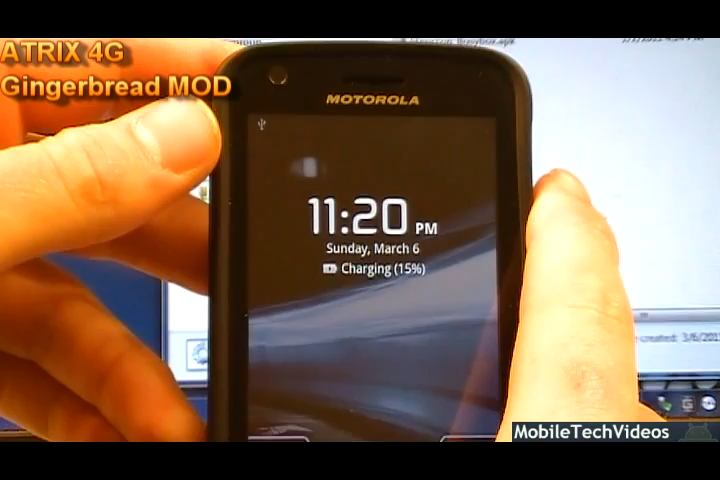 ATRIX 4G
Gingerbread MOD
MOTOROLA
11:20 PM
Sunday, March 6
Charging (15%)
MobileTechVideos